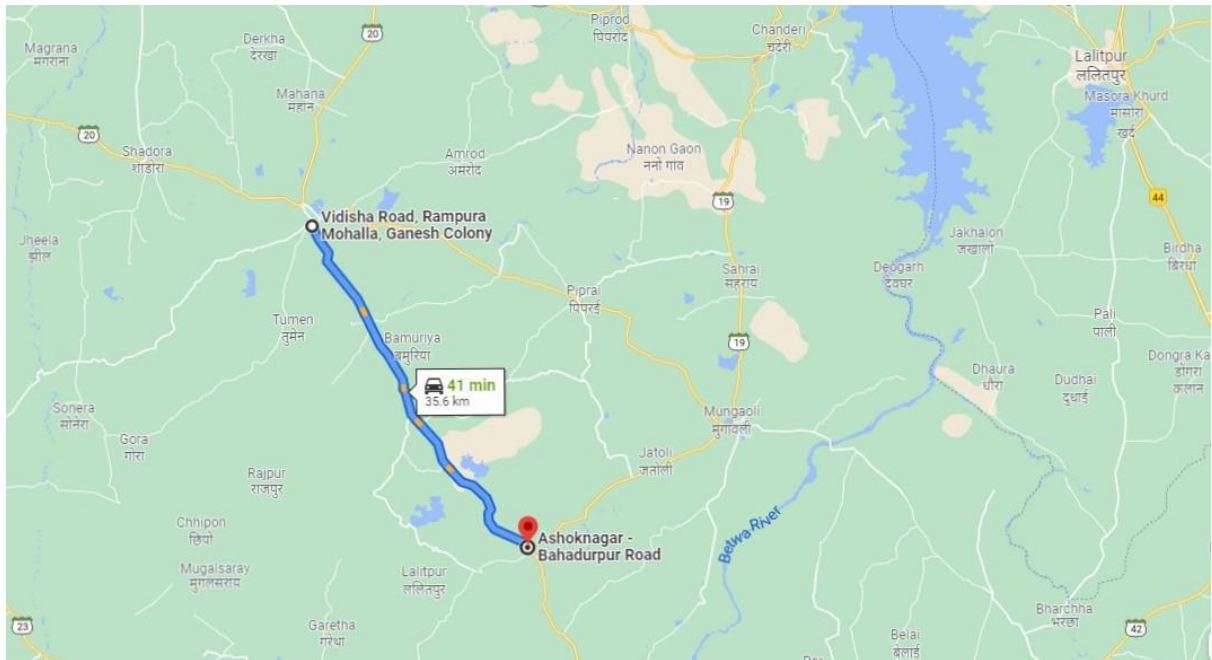 Piprod
पिपरोद
Chanderi
चंदेरी
20
Derkha
देरखा
Magrana
मगराना
Lalitpur
ललितपुर
Masora Khurd
मासोरा
खुर्द
Mahana
महान
20
Shadora
शाडोरा
Amrod
अमरोद
Nanon Gaon
ननों गांव
19
44
Vidisha Road, Rampura
Mohalla, Ganesh Colony
Jheela
झील
Jakhalon
जखालो
Birdha
बिरधा
Sahrai
सहराय
Deogarh
देवघर
Piprai
पिपरई
Tumen
तुमेन
Bamuriya
बमुरिया
19
Pali
पाली
Dhaura
धौरा
Dudhai
दुधाई
Dongra Ka
डोंगरा
कलान
41 min
35.6 km
Sonera
सोनेरा
Mungaoli
मुंगावली
Gora
गोरा
Jatoli
जतोली
Rajpur
राजपुर
Chhipon
छिपो
Betwa River
Ashoknagar -
Bahadurpur Road
Mugalsaray
मुगलसराय
Lalitpur
ललितपुर
Garetha
गरेथा
23
Bharchha
भरछा
Belai
बेलाई
42